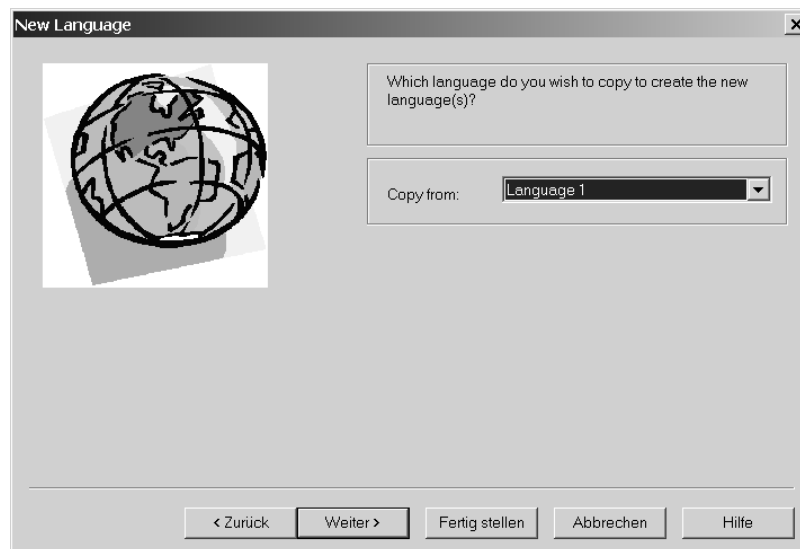 New Language
Which language do you wish to copy to create the new
language(s)?
Copy from:
Language 1
< Zurück
Weiter >
Fertig stellen
Abbrechen
Hilfe